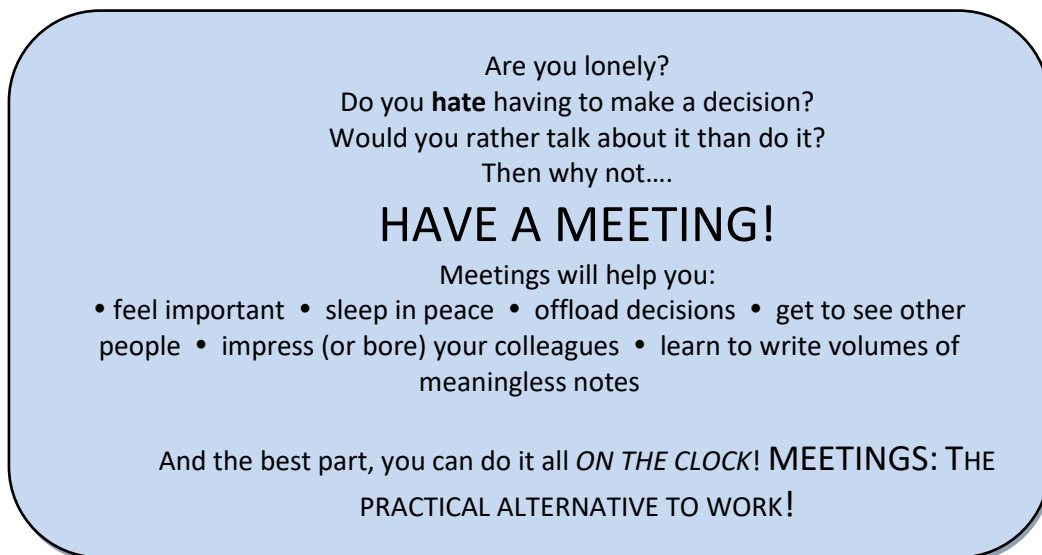 Are you lonely?
Do you hate having to make a decision?
Would you rather talk about it than do it?
Then why not….
HAVE A MEETING!
Meetings will help you:
• feel important • sleep in peace • offload decisions • get to see other
people • impress (or bore) your colleagues • learn to write volumes of
meaningless notes
And the best part, you can do it all ON THE CLOCK! MEETINGS: THE
PRACTICAL ALTERNATIVE TO WORK!